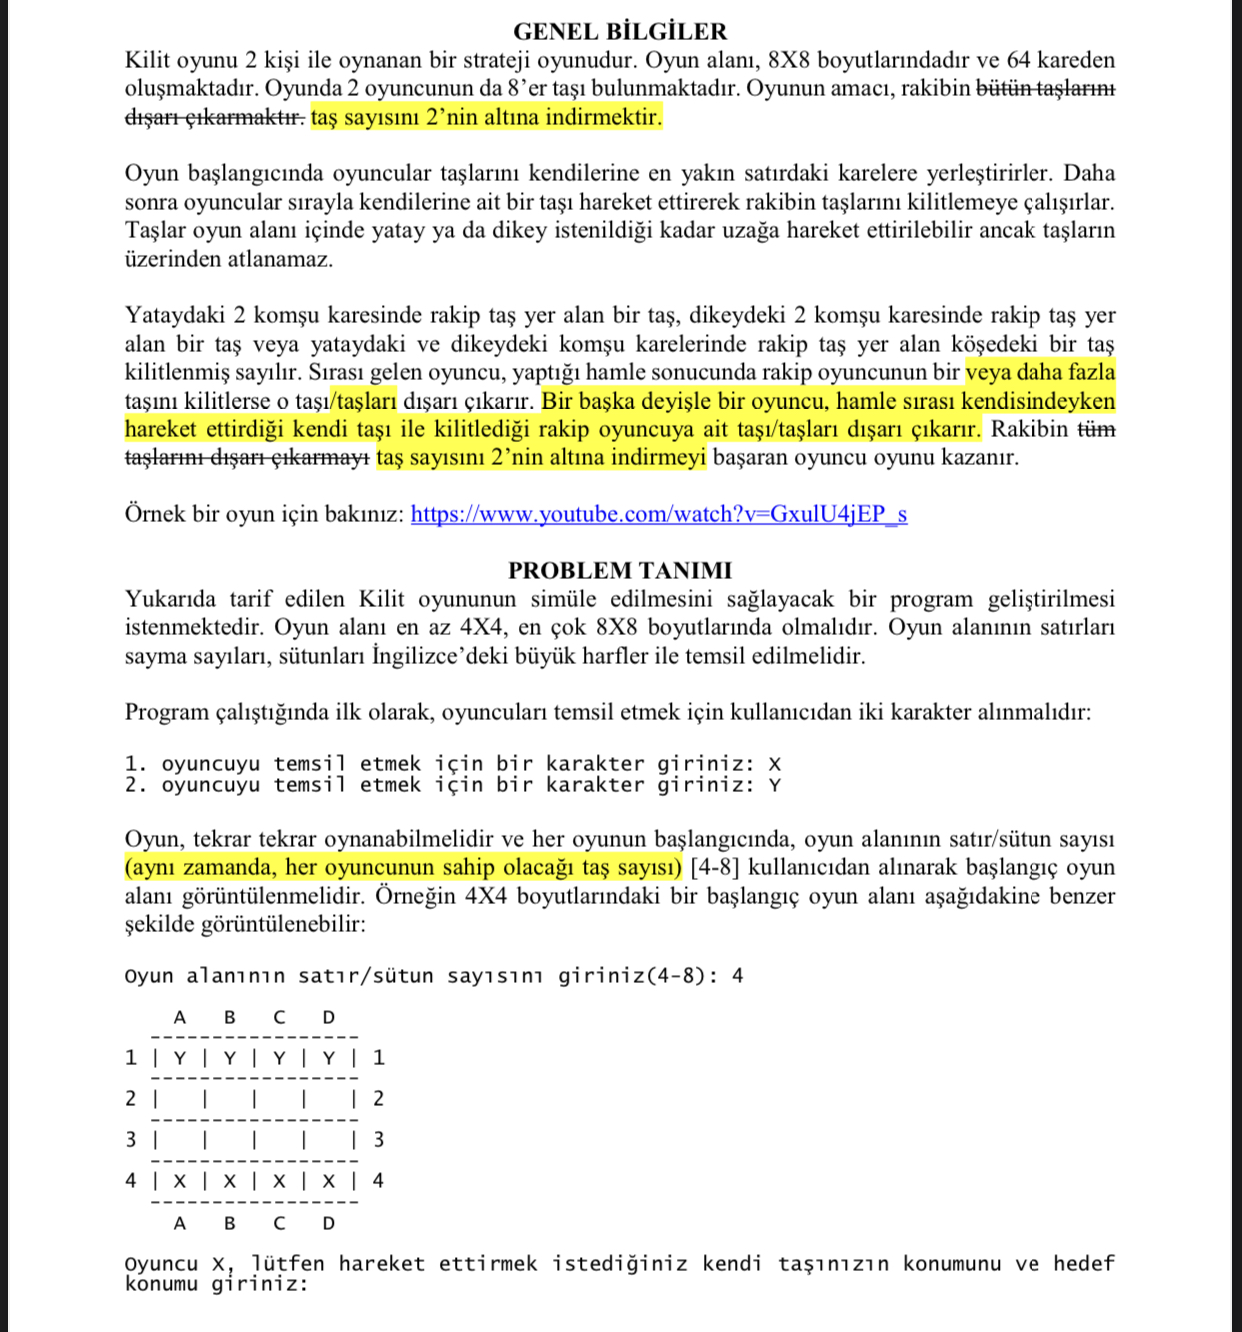 GENEL BİLGİLER
Kilit oyunu 2 kişi ile oynanan bir strateji oyunudur. Oyun alanı, 8X8 boyutlarındadır ve 64 kareden
oluşmaktadır. Oyunda 2 oyuncunun da 8’er taşı bulunmaktadır. Oyunun amacı, rakibin bütün taşlarını
dışarı çıkarmaktır. taş sayısını 2’nin altına indirmektir.
Oyun başlangıcında oyuncular taşlarını kendilerine en yakın satırdaki karelere yerleştirirler. Daha
sonra oyuncular sırayla kendilerine ait bir taşı hareket ettirerek rakibin taşlarını kilitlemeye çalışırlar.
Taşlar oyun alanı içinde yatay ya da dikey istenildiği kadar uzağa hareket ettirilebilir ancak taşların
üzerinden atlanamaz.
Yataydaki 2 komşu karesinde rakip taş yer alan bir taş, dikeydeki 2 komşu karesinde rakip taş yer
alan bir taş veya yataydaki ve dikeydeki komşu karelerinde rakip taş yer alan köşedeki bir taş
kilitlenmiş sayılır. Sırası gelen oyuncu, yaptığı hamle sonucunda rakip oyuncunun bir veya daha fazla
taşını kilitlerse o taşı/taşları dışarı çıkarır. Bir başka deyişle bir oyuncu, hamle sırası kendisindeyken
hareket ettirdiği kendi taşı ile kilitlediği rakip oyuncuya ait taşı/taşları dışarı çıkarır. Rakibin tüm
taşlarını dışarı çıkarmayı taş sayısını 2’nin altına indirmeyi başaran oyuncu oyunu kazanır.
Örnek bir oyun için bakınız: https://www.youtube.com/watch?v=GxulU4jEP_s
PROBLEM TANIMI
Yukarıda tarif edilen Kilit oyununun simüle edilmesini sağlayacak bir program geliştirilmesi
istenmektedir. Oyun alanı en az 4X4, en çok 8X8 boyutlarında olmalıdır. Oyun alanının satırları
sayma sayıları, sütunları İngilizce’deki büyük harfler ile temsil edilmelidir.
Program çalıştığında ilk olarak, oyuncuları temsil etmek için kullanıcıdan iki karakter alınmalıdır:
1. oyuncuyu temsil etmek için bir karakter giriniz: X
2. oyuncuyu temsil etmek için bir karakter giriniz: Y
Oyun, tekrar tekrar oynanabilmelidir ve her oyunun başlangıcında, oyun alanının satır/sütun sayısı
(aynı zamanda, her oyuncunun sahip olacağı taş sayısı) [4-8] kullanıcıdan alınarak başlangıç oyun
alanı görüntülenmelidir. Örneğin 4X4 boyutlarındaki bir başlangıç oyun alanı aşağıdakine benzer
şekilde görüntülenebilir:
Oyun alanının satır/sütun sayısını giriniz(4-8): 4
A B C D
-----------------
1 | Y | Y | Y | Y | 1
-----------------
2 | | | | | 2
-----------------
3 | | | | | 3
-----------------
4 | X | X | X | X | 4
-----------------
A B C D
Oyuncu X, lütfen hareket ettirmek istediğiniz kendi taşınızın konumunu ve hedef
konumu giriniz: